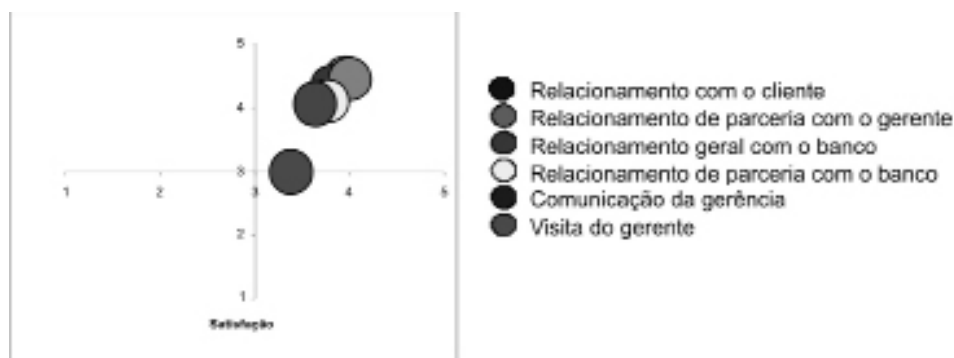 5
4
1 2 3 3 4 5
2
1
Satisfação
Relacionamento com o cliente
Relacionamento de parceria com o gerente
Relacionamento geral com o banco
Relacionamento de parceria com o banco
Comunicação da gerência
Visita do gerente